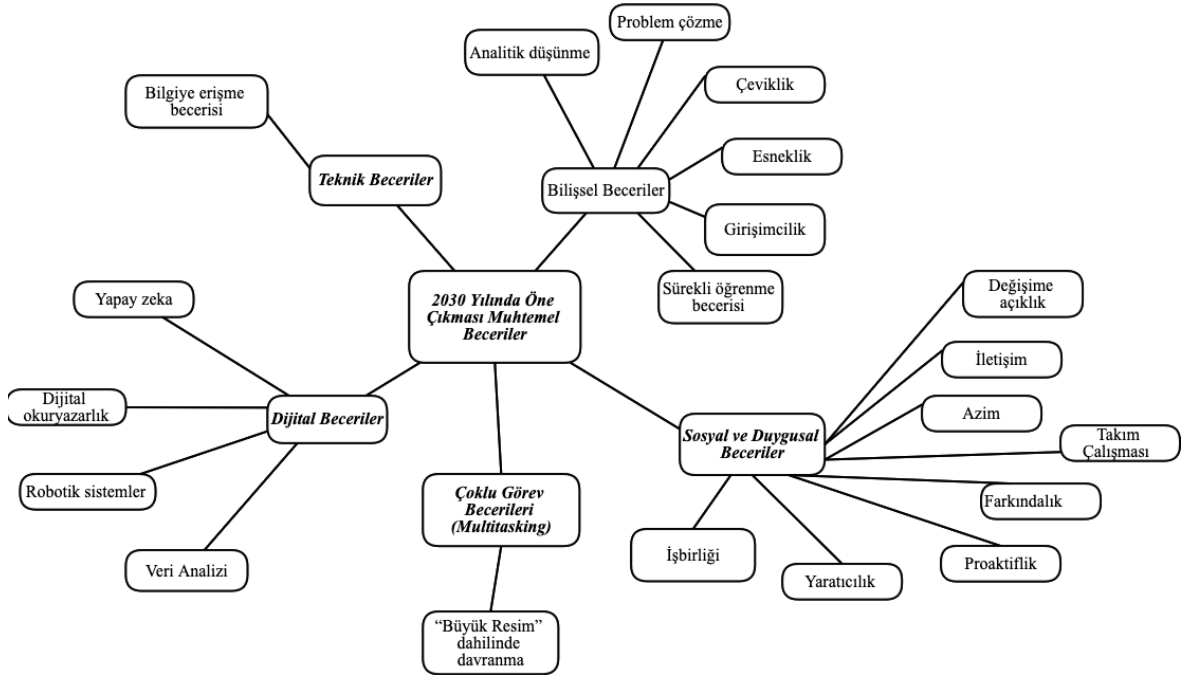 Problem çözme
Analitik düşünme
Çeviklik
Bilgiye erişme
becerisi
Esneklik
Teknik Beceriler
Bilişsel Beceriler
Girişimcilik
Sürekli öğrenme
becerisi
2030 Yılında Öne
Çıkması Muhtemel
Beceriler
Değişime
açıklık
Yapay zeka
İletişim
Dijital
okuryazarlık
Dijital Beceriler
Azim
Sosyal ve Duygusal
Beceriler
Takım
Çalışması
Robotik sistemler
Çoklu Görev
Becerileri
(Multitasking)
Farkındalık
İşbirliği
Proaktiflik
Veri Analizi
Yaratıcılık
“Büyük Resim”
dahilinde
davranma